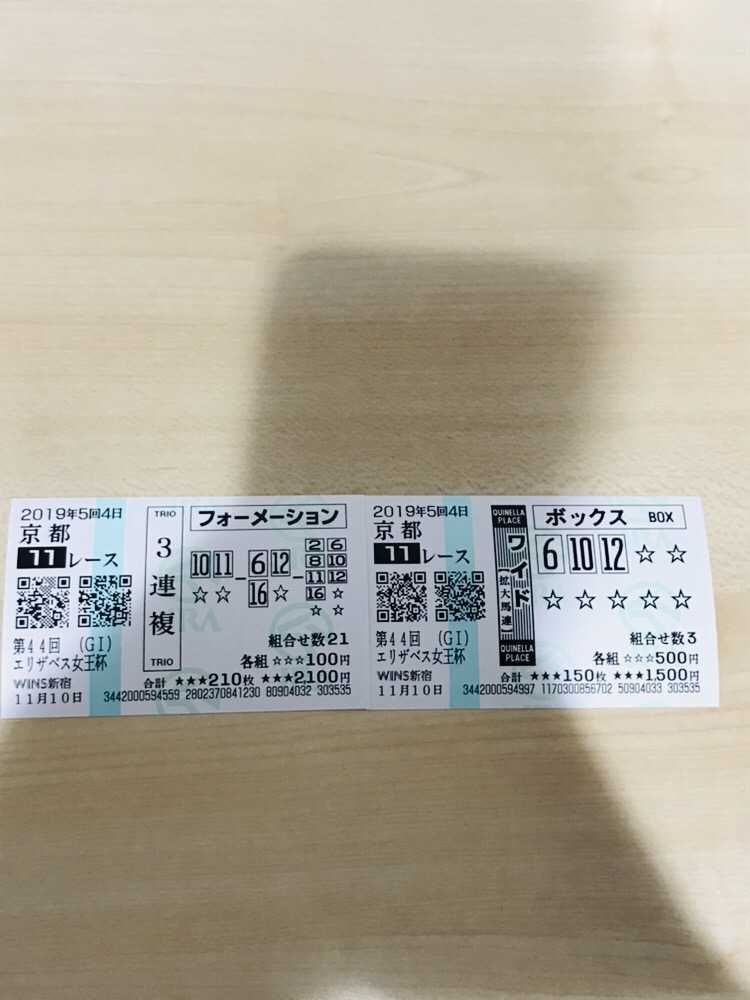 2019年5回4日
京都
11レース
第44回 (GI)
エリザベス女王杯
WINS新宿
11月10日
TRIO
3連複
TRIO
フォーメーション
10 11 － 6 12 － 2 6
8 10
11 12
☆☆ 16 ☆ 16 ☆
☆ ☆
組合せ数21
各組 ☆☆☆100円
合計 ★★★210枚 ★★★2,100円
3442000594559 2802370841230 80904032 303535
2019年5回4日
京都
11レース
第44回 (GI)
エリザベス女王杯
WINS新宿
11月10日
QUINELLA PLACE
ワイド
(拡大馬連)
QUINELLA PLACE
ボックス BOX
6 10 12 ☆ ☆
☆ ☆ ☆ ☆ ☆
組合せ数3
各組 ☆☆☆500円
合計 ★★★150枚 ★★★1,500円
3442000594997 1170300856702 50904033 303535